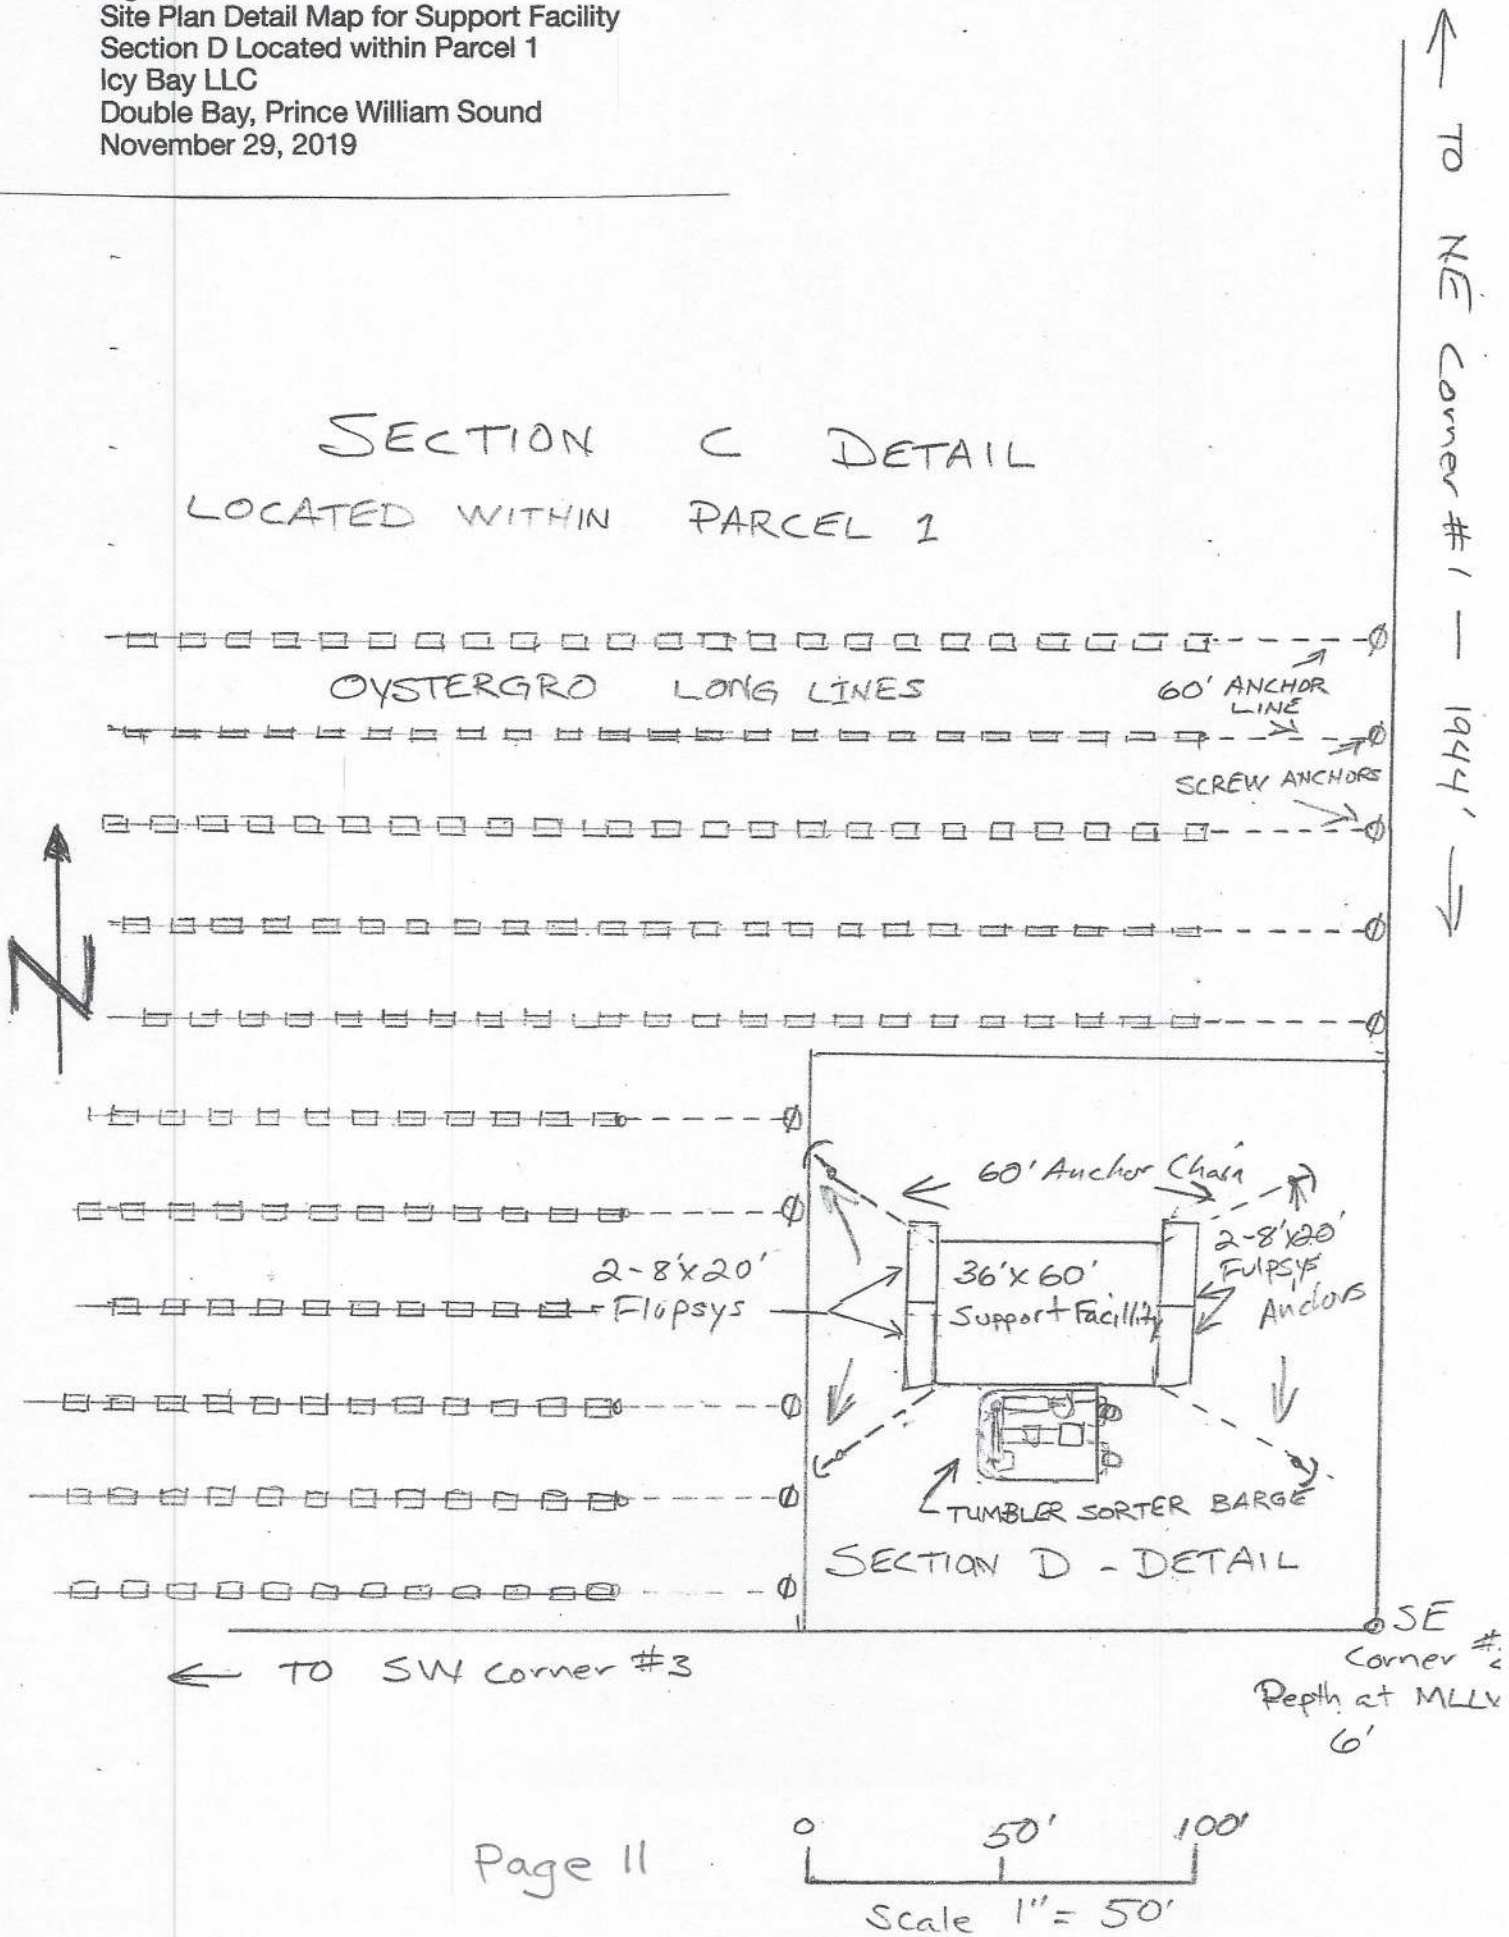 Site Plan Detail Map for Support Facility
Section D Located within Parcel 1
Icy Bay LLC
Double Bay, Prince William Sound
November 29, 2019
TO NE Corner #1 — 1944'
SECTION C DETAIL
LOCATED WITHIN PARCEL 1
OYSTERGRO LONG LINES
60' ANCHOR
LINE
SCREW ANCHORS
N
60' Anchor Chain
2-8'x20'
Flupsys
36'x60'
Support Facillity
2-8'x20'
Fulpsys
Anchors
TUMBLER SORTER BARGE
SECTION D - DETAIL
SE
Corner #
Depth at MLLW
6'
TO SW Corner #3
0 50' 100'
Scale 1" = 50'
Page 11